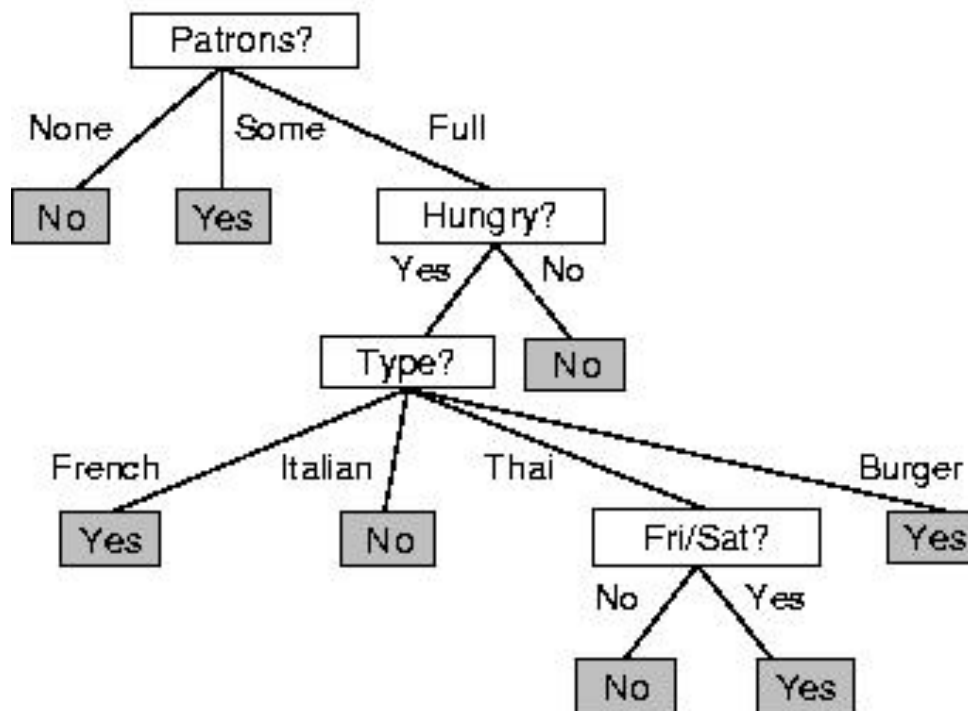 Patrons?
None Some Full
No Yes Hungry?
Yes No
Type? No
French Italian Thai Burger
Yes No Fri/Sat? Yes
No Yes
No Yes